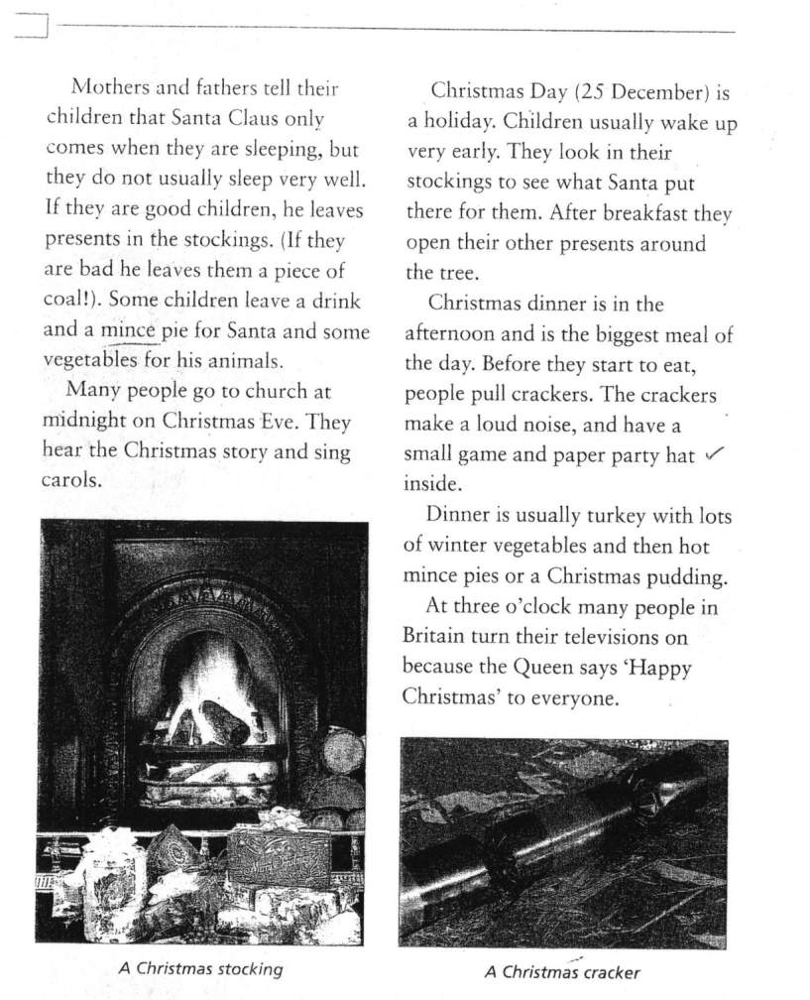 Mothers and fathers tell their
children that Santa Claus only
comes when they are sleeping, but
they do not usually sleep very well.
If they are good children, he leaves
presents in the stockings. (If they
are bad he leaves them a piece of
coal!). Some children leave a drink
and a mince pie for Santa and some
vegetables for his animals.
Many people go to church at
midnight on Christmas Eve. They
hear the Christmas story and sing
carols.
A Christmas stocking
Christmas Day (25 December) is
a holiday. Children usually wake up
very early. They look in their
stockings to see what Santa put
there for them. After breakfast they
open their other presents around
the tree.
Christmas dinner is in the
afternoon and is the biggest meal of
the day. Before they start to eat,
people pull crackers. The crackers
make a loud noise, and have a
small game and paper party hat
inside.
Dinner is usually turkey with lots
of winter vegetables and then hot
mince pies or a Christmas pudding.
At three o'clock many people in
Britain turn their televisions on
because the Queen says 'Happy
Christmas' to everyone.
A Christmas cracker